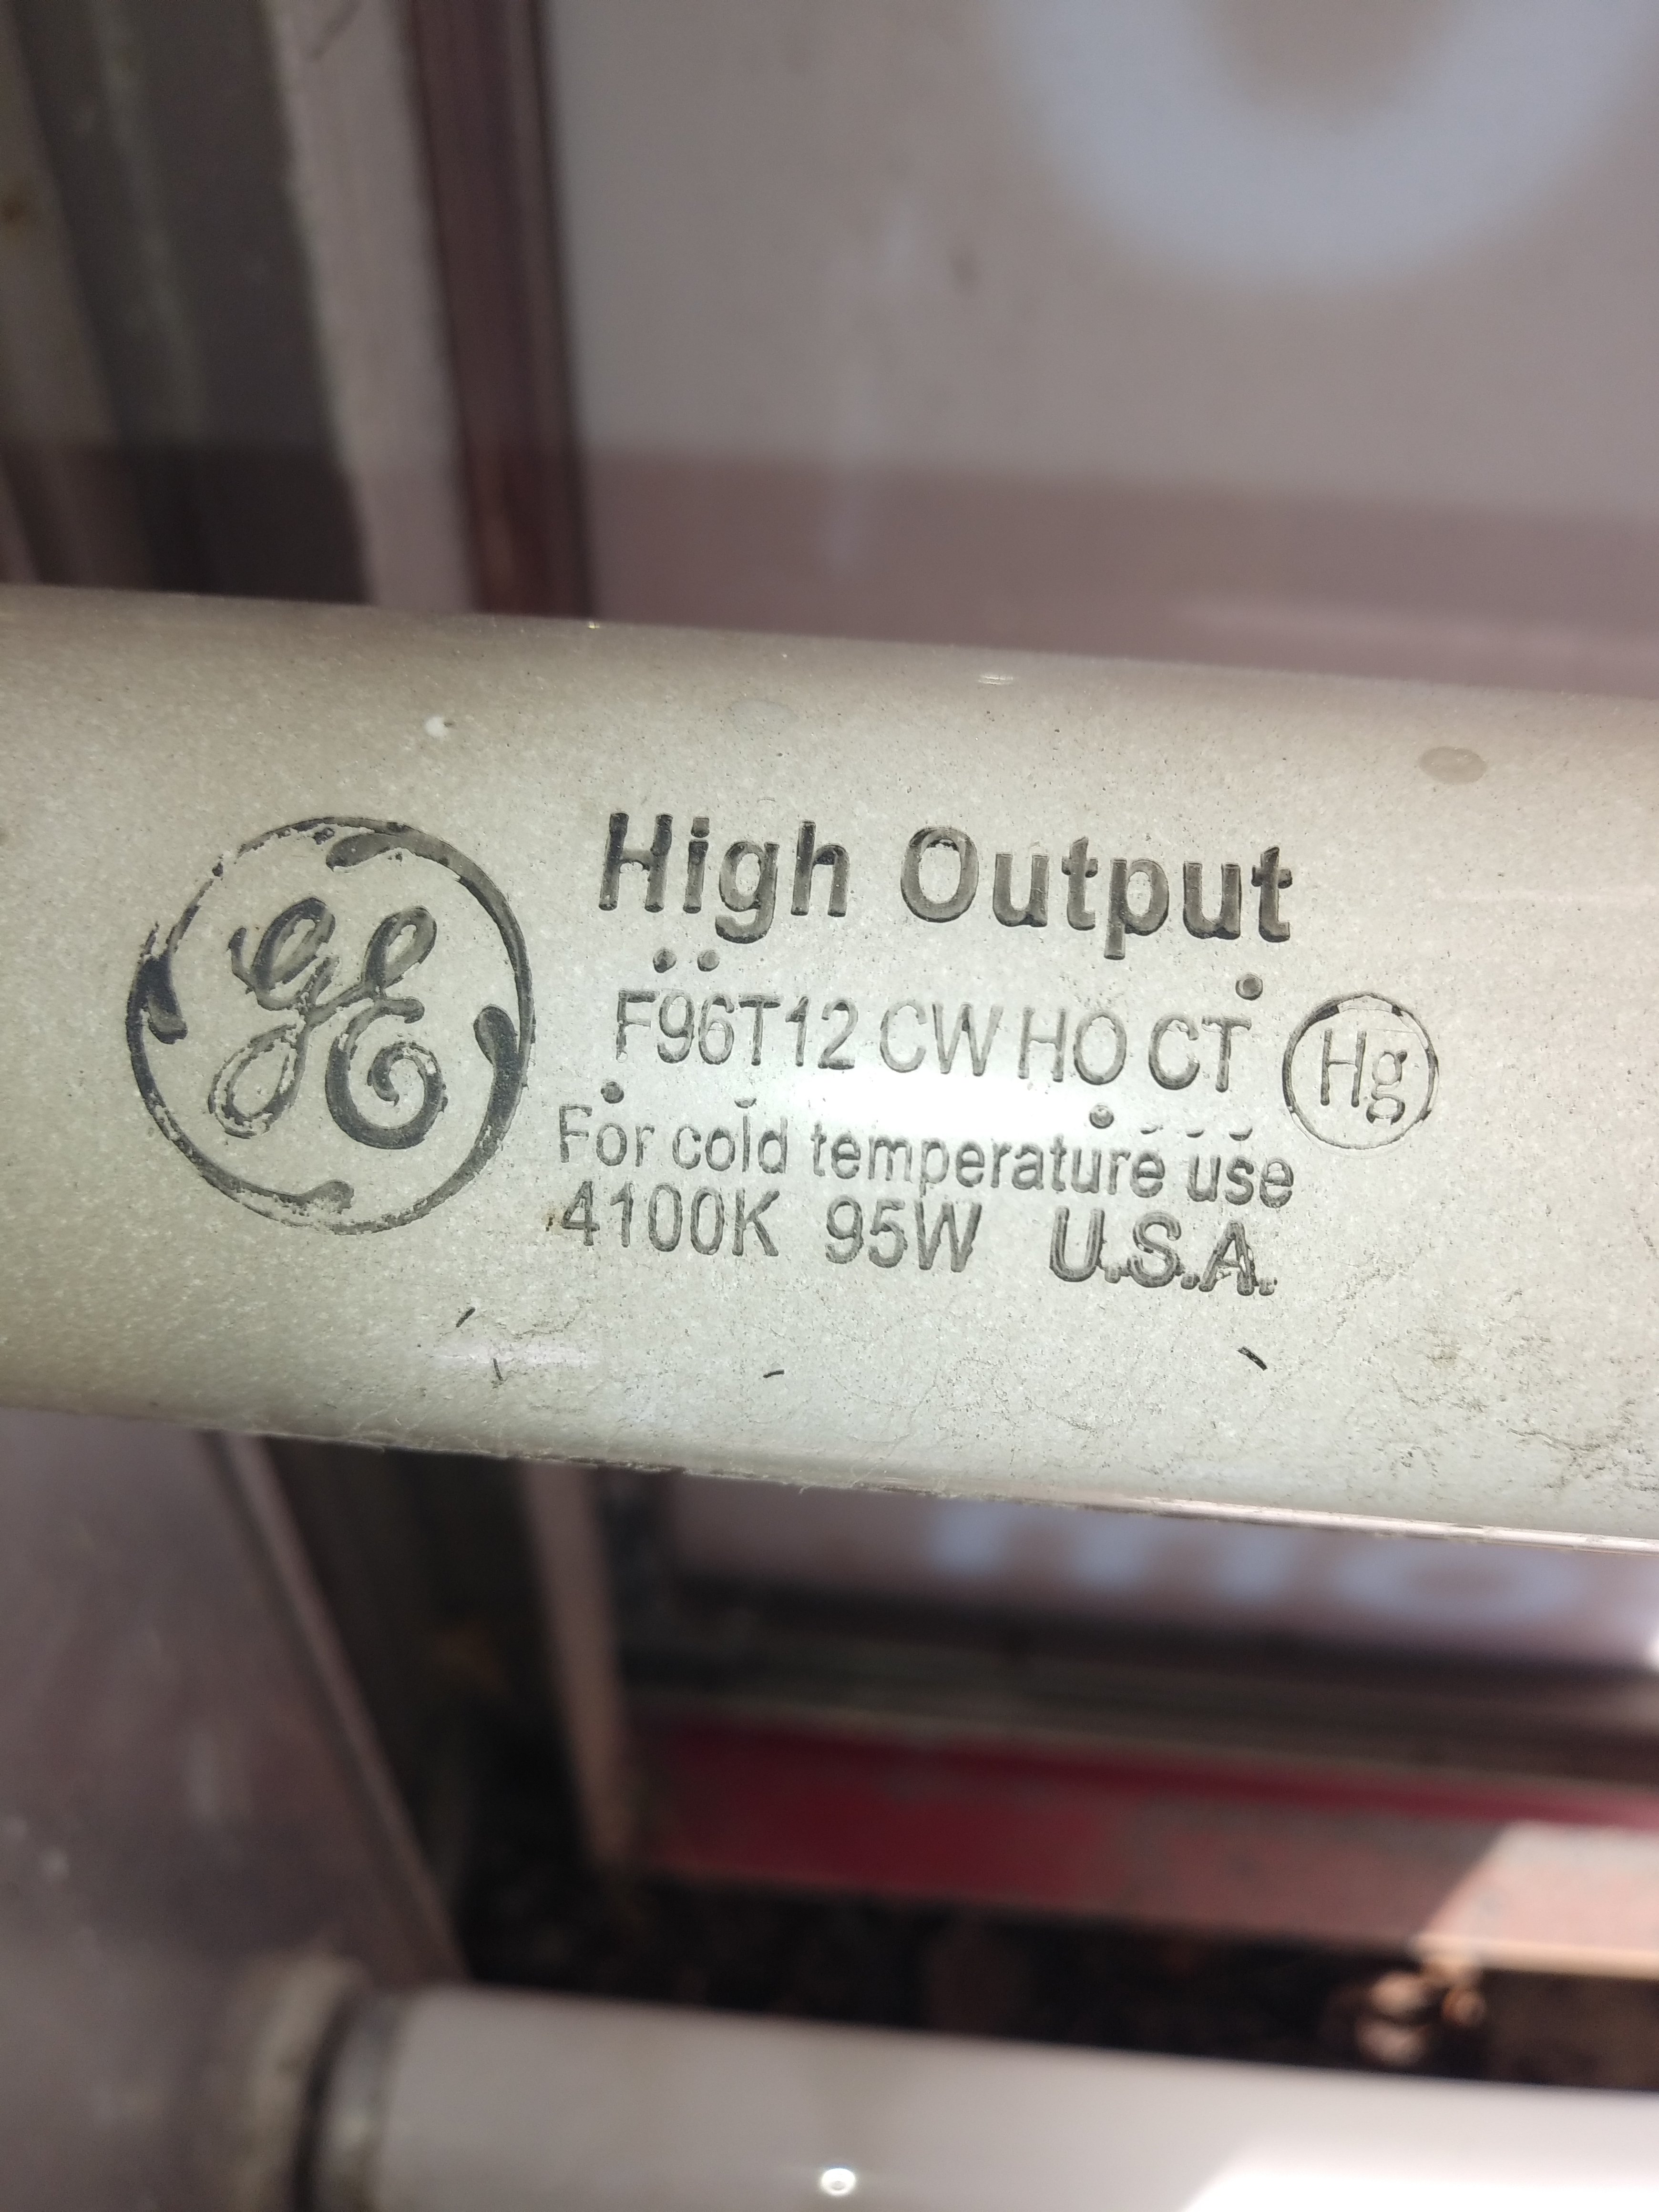 GE
High Output
F96T12 CW HO CT Hg
For cold temperature use
4100K 95W U.S.A.